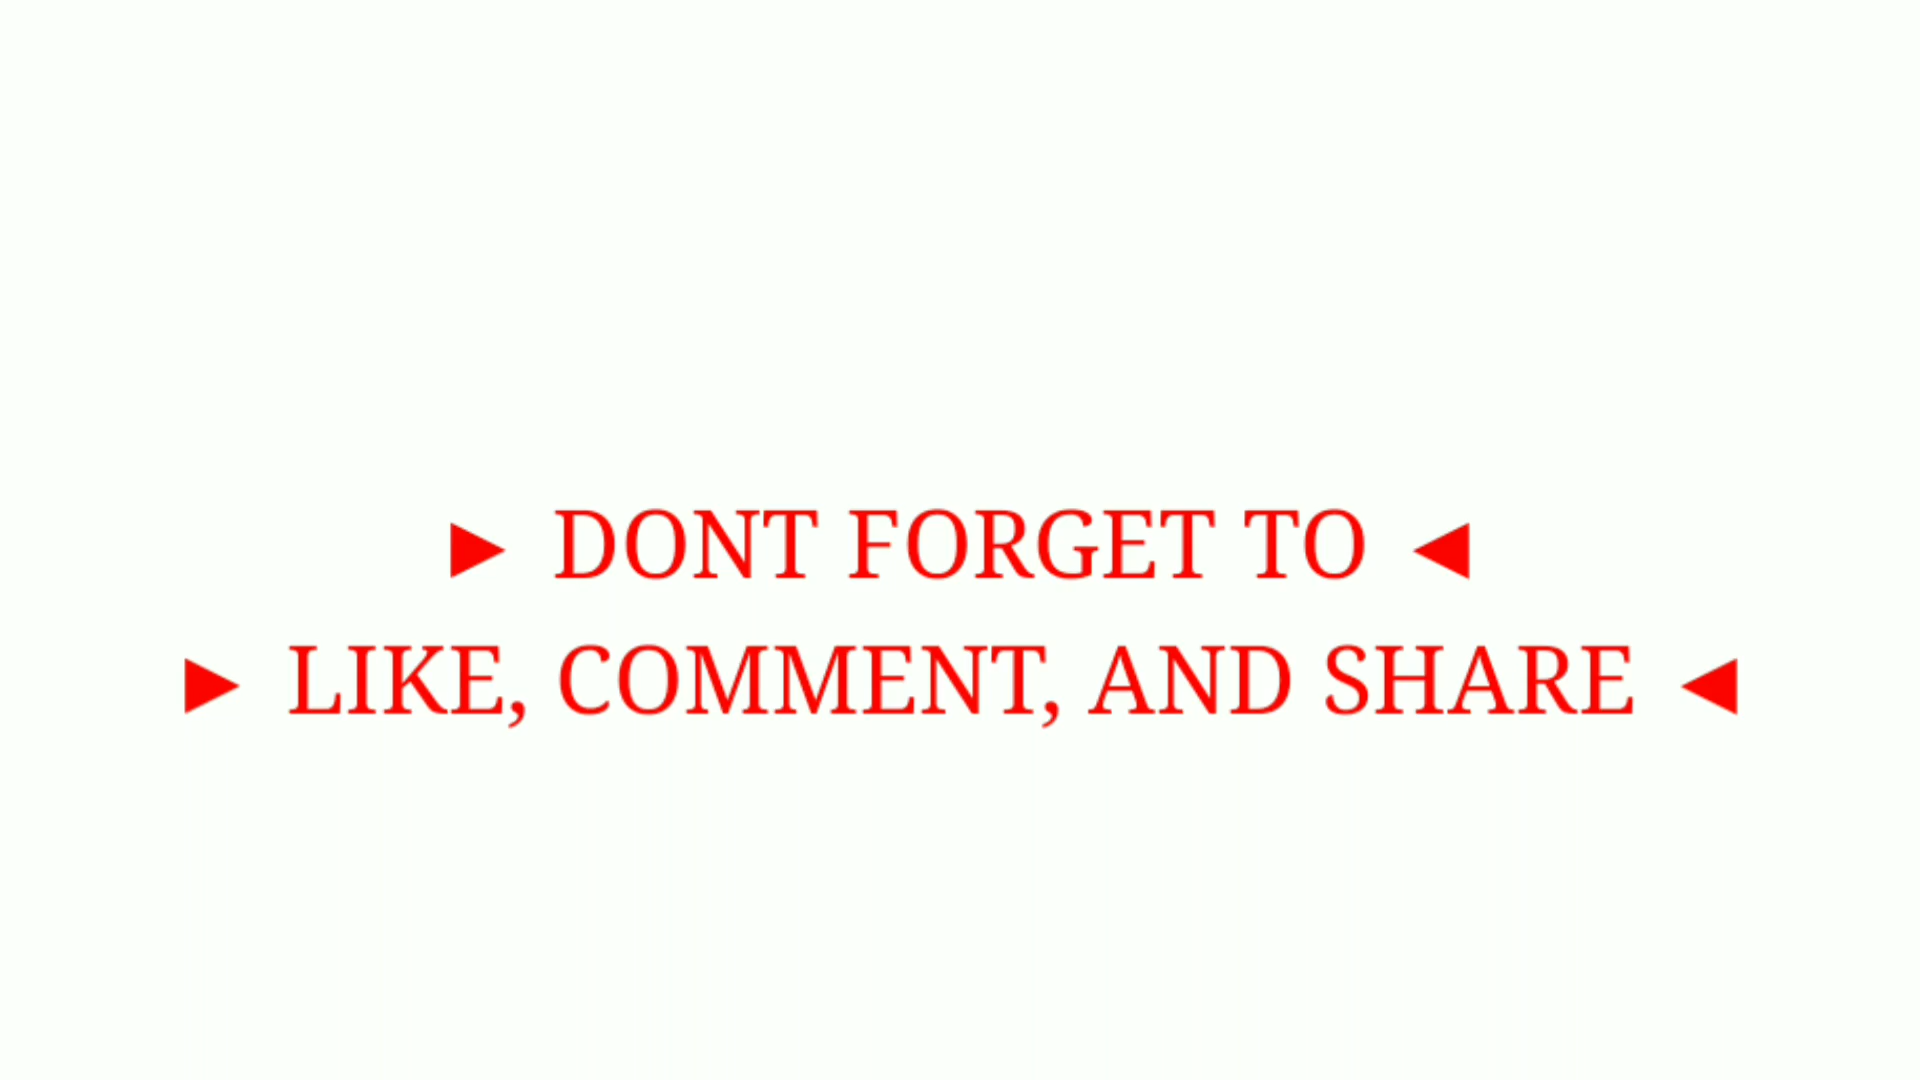 ► DONT FORGET TO ◄
► LIKE, COMMENT, AND SHARE ◄